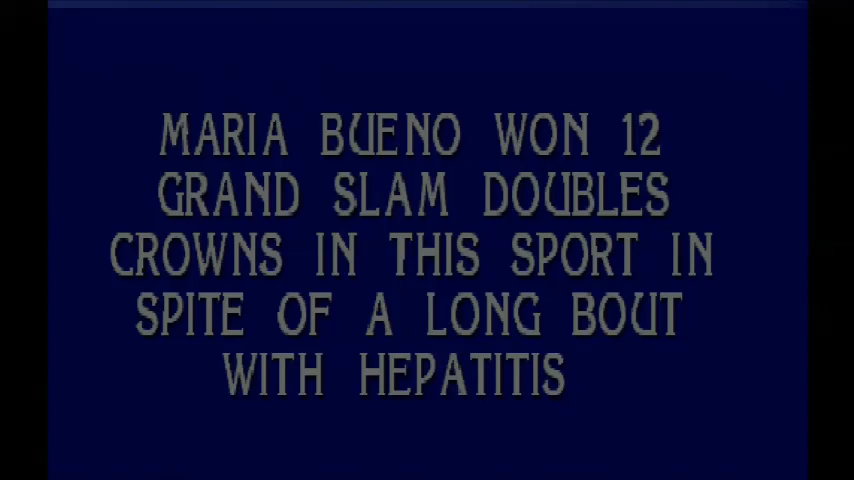 MARIA BUENO WON 12
GRAND SLAM DOUBLES
CROWNS IN THIS SPORT IN
SPITE OF A LONG BOUT
WITH HEPATITIS